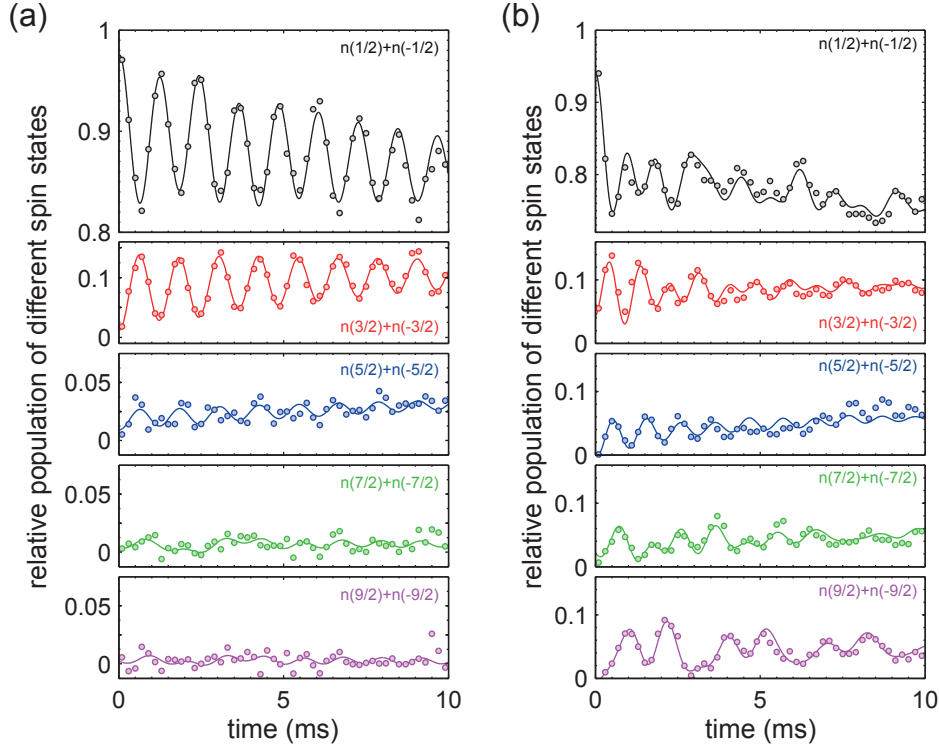 (a)
(b)
relative population of different spin states
1
0.9
0.8
n(1/2)+n(-1/2)
0.1
0
n(3/2)+n(-3/2)
0.05
0
n(5/2)+n(-5/2)
0.05
0
n(7/2)+n(-7/2)
0.05
0
n(9/2)+n(-9/2)
0
5
10
time (ms)
relative population of different spin states
1
0.9
0.8
n(1/2)+n(-1/2)
0.1
0
n(3/2)+n(-3/2)
0.1
0
n(5/2)+n(-5/2)
0.1
0
n(7/2)+n(-7/2)
0.1
0
n(9/2)+n(-9/2)
0
5
10
time (ms)